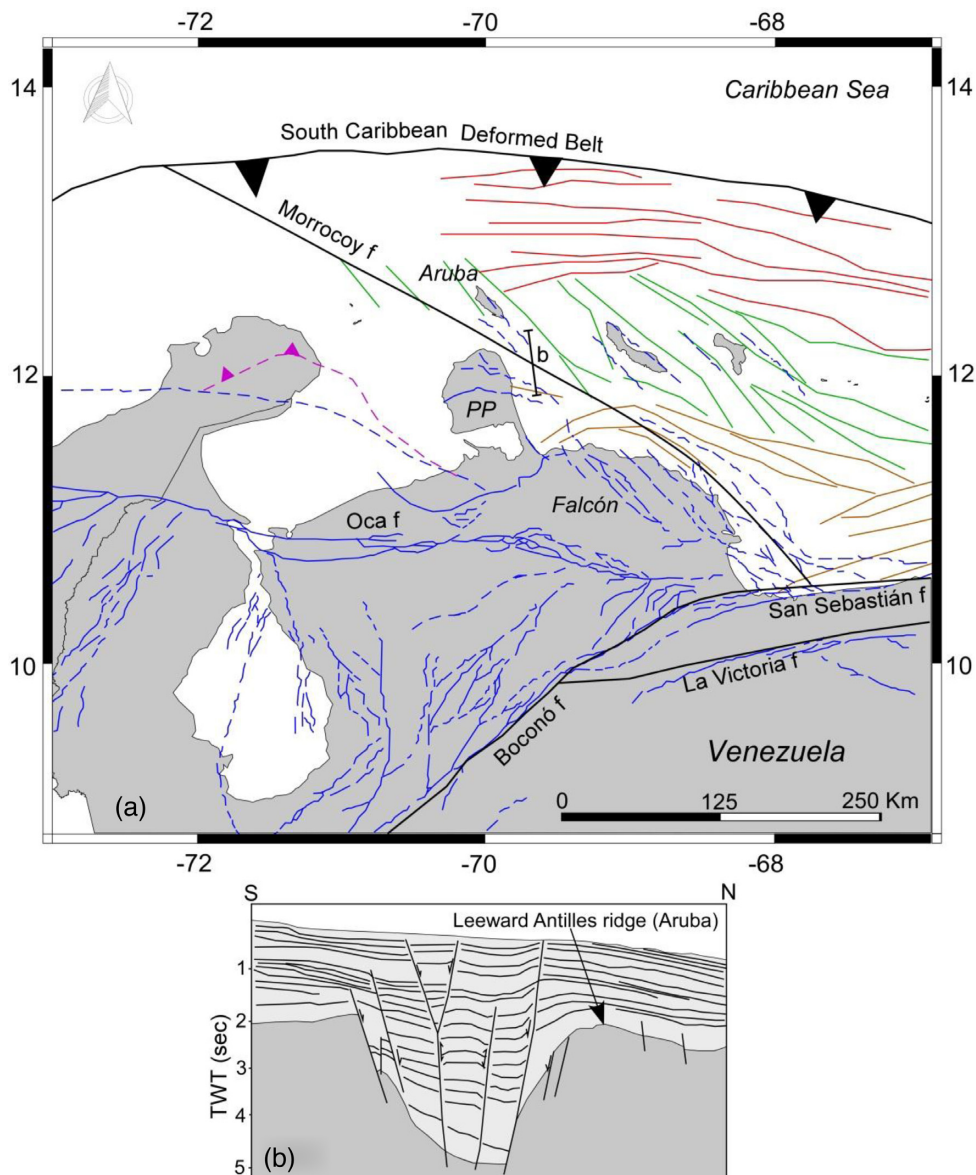 -72 -70 -68
14 14
Caribbean Sea
South Caribbean Deformed Belt
Morrocoy f
Aruba
b
12 12
PP
Oca f
Falcón
San Sebastián f
10 10
La Victoria f
Boconó f
Venezuela
0 125 250 Km
(a)
-72 -70 -68
S N
Leeward Antilles ridge (Aruba)
1
2
TWT (sec)
3
4
5
(b)